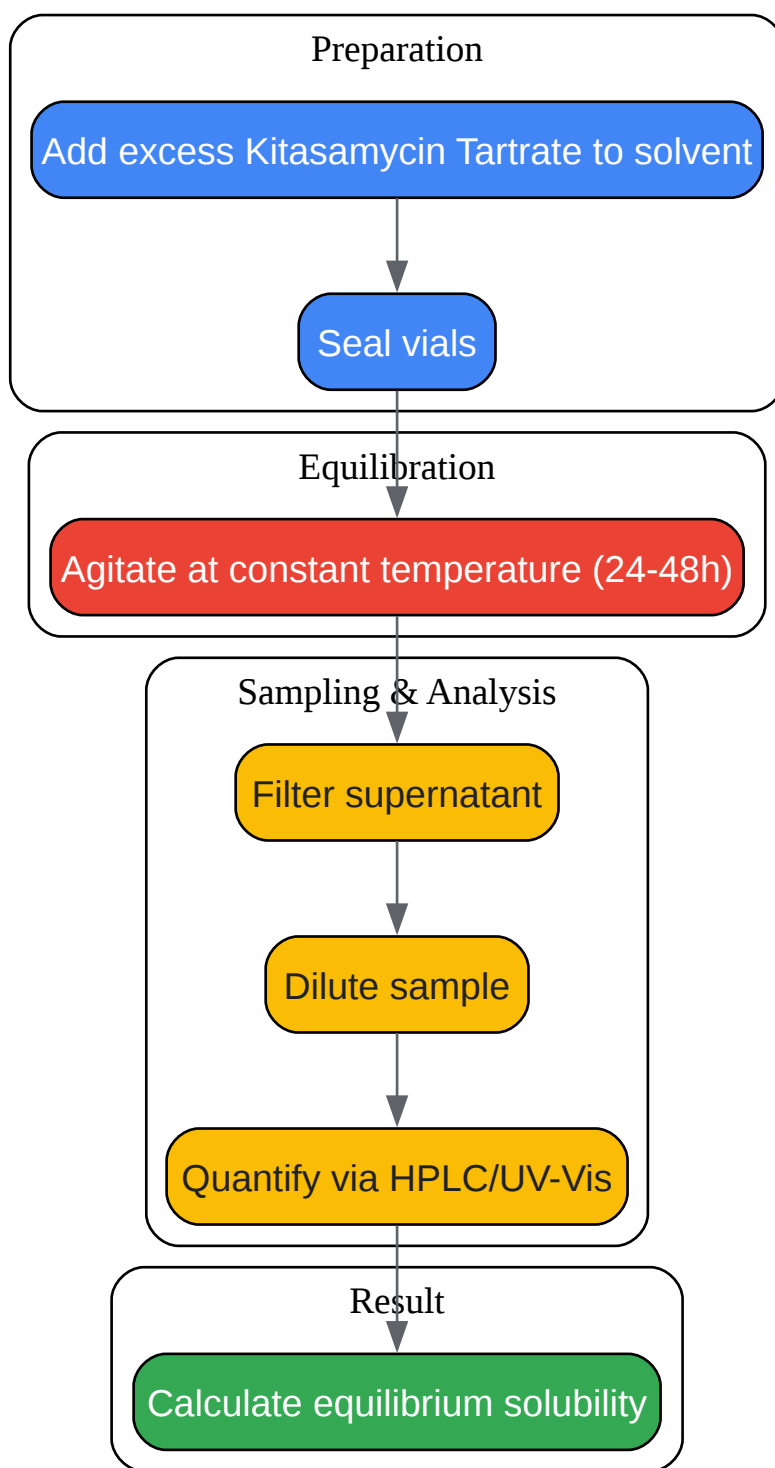 Preparation
Add excess Kitasamycin Tartrate to solvent
Seal vials
Equilibration
Agitate at constant temperature (24-48h)
Sampling & Analysis
Filter supernatant
Dilute sample
Quantify via HPLC/UV-Vis
Result
Calculate equilibrium solubility